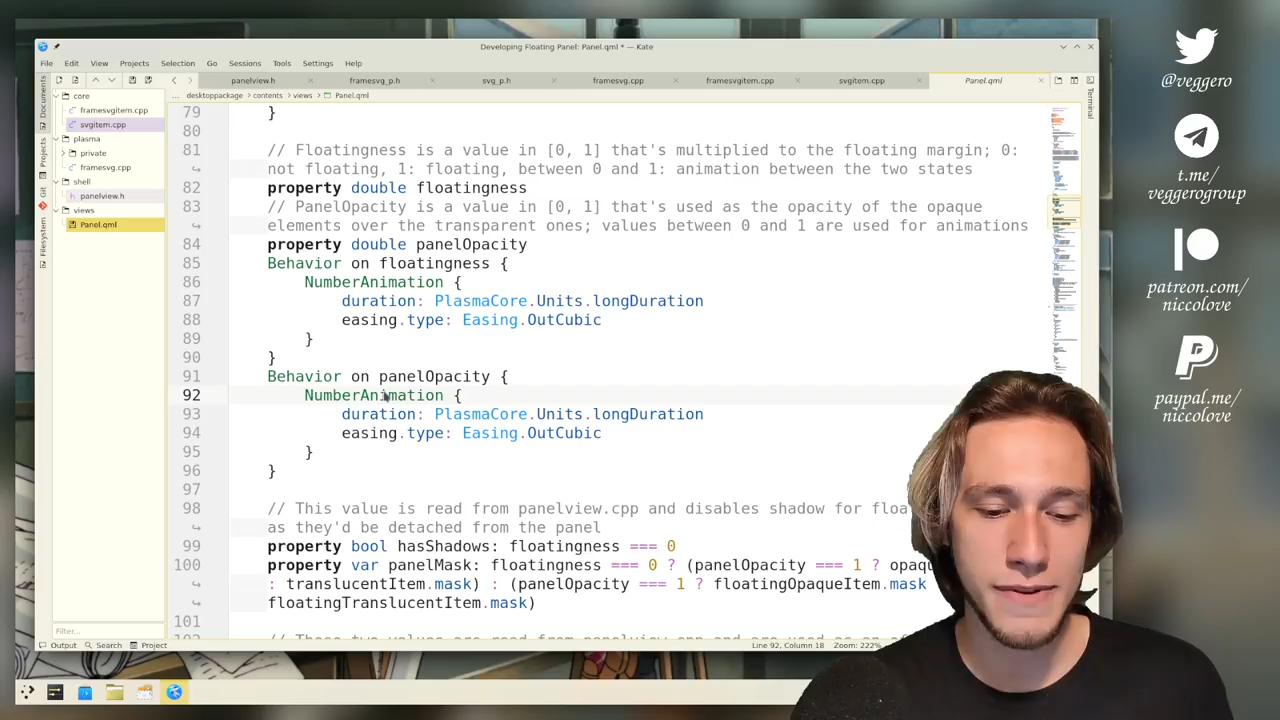 Developing Floating Panel: Panel.qml * — Kate
File Edit View Projects Selection Go Sessions Tools Settings Help
panelview.h framesvg_p.h svg_p.h framesvg.cpp framesvgitem.cpp svgitem.cpp Panel.qml
... desktoppackage › contents › views › Panel.qml
Documents
Projects
Git
Filesystem
Terminal
core
framesvgitem.cpp
svgitem.cpp
plasma
private
framesvg.cpp
shell
panelview.h
views
Panel.qml
Filter...
79 }
80
81 // Floatingness is a value in [0, 1] that's multiplied to the floating margin; 0:
not floating, 1: floating, between 0 and 1: animation between the two states
82 property double floatingness
83 // PanelOpacity is a value in [0, 1] that's used as the opacity of the opaque
elements over the transparent ones; values between 0 and 1 are used for animations
84 property double panelOpacity
85 Behavior on floatingness {
86 NumberAnimation {
87 duration: PlasmaCore.Units.longDuration
88 easing.type: Easing.OutCubic
89 }
90 }
91 Behavior on panelOpacity {
92 NumberAnimation {
93 duration: PlasmaCore.Units.longDuration
94 easing.type: Easing.OutCubic
95 }
96 }
97
98 // This value is read from panelview.cpp and disables shadow for
as they'd be detached from the panel
99 property bool hasShadows: floatingness === 0
100 property var panelMask: floatingness === 0 ? (panelOpacity === 1 ?
: translucentItem.mask) : (panelOpacity === 1 ? floatingOpaqueItem.mask
floatingTranslucentItem.mask)
101
Output Search Project
Line 92, Column 18 Zoom: 222%
@veggero
t.me/
veggerogroup
patreon.com/
niccolove
paypal.me/
niccolove